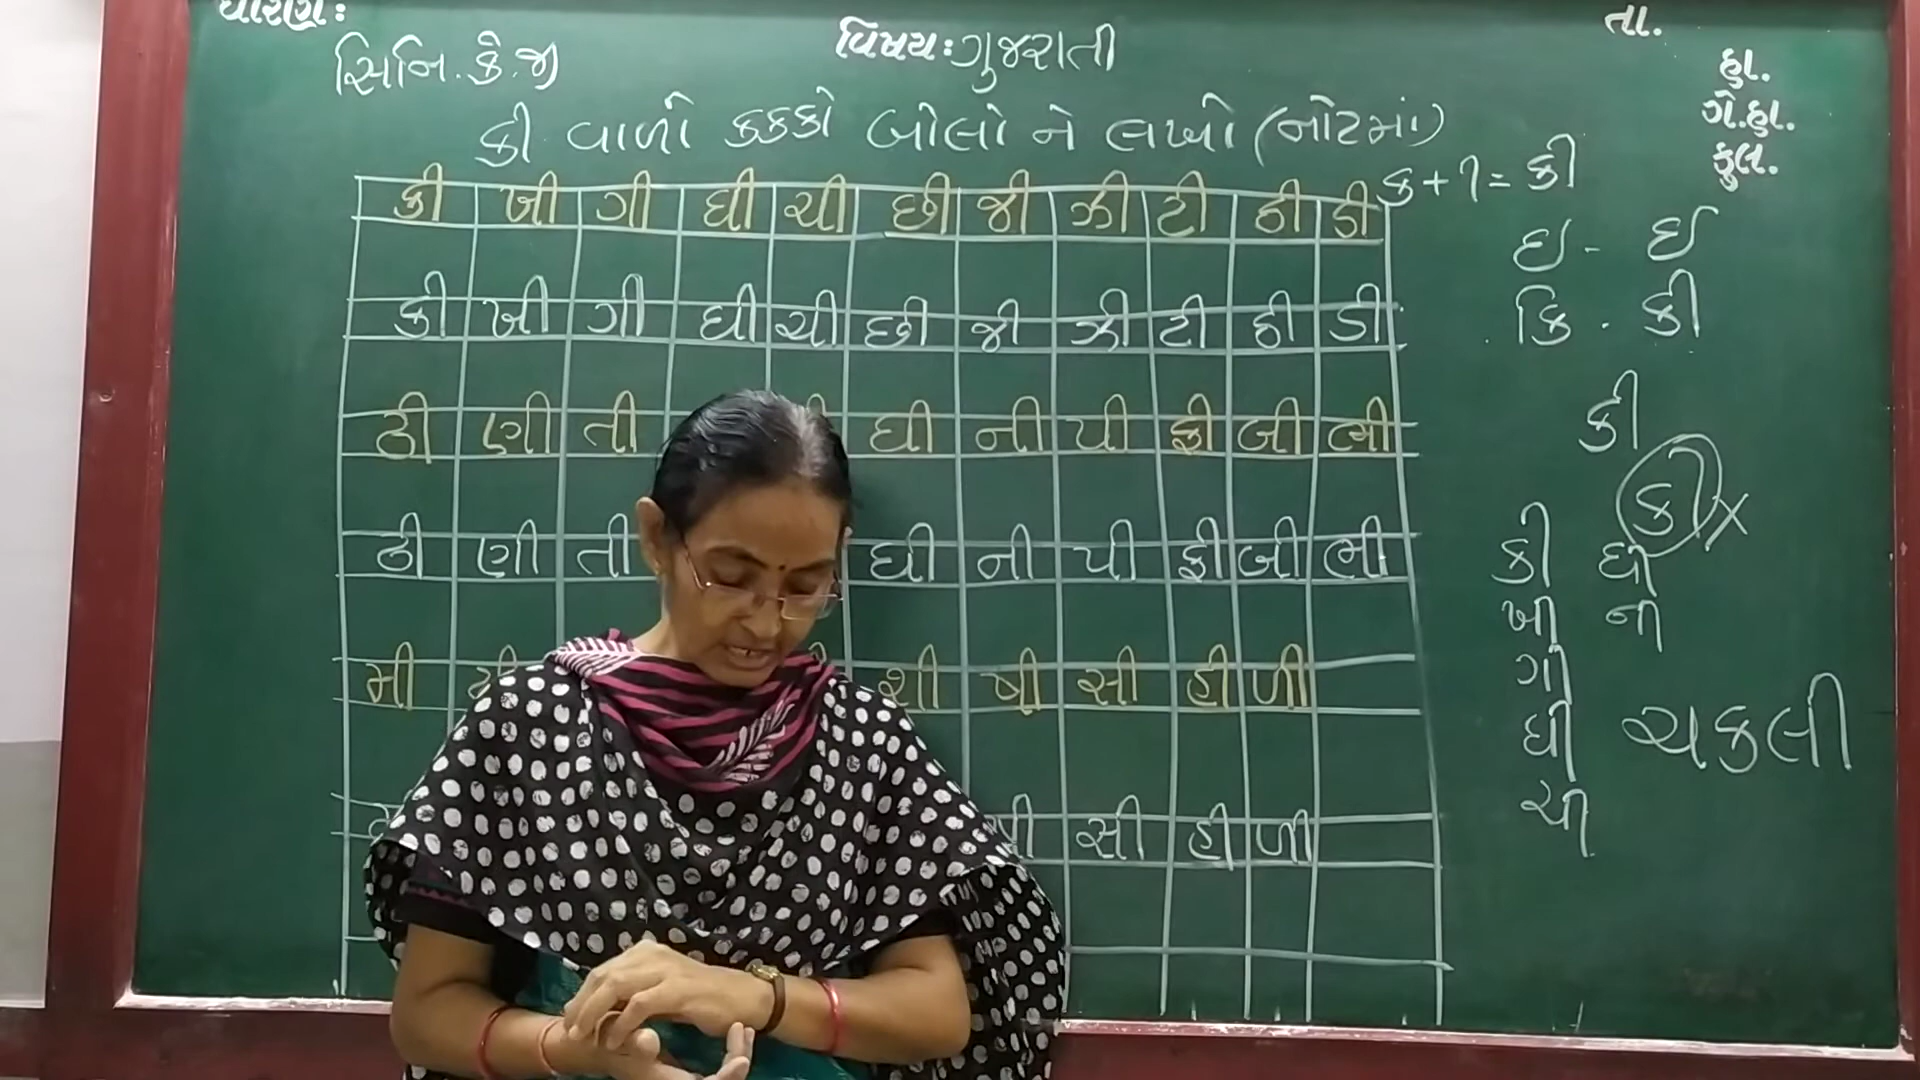 ધોરણ:
તા.
સિનિ. કે.જી
વિષય: ગુજરાતી
હા.
ગે.હા.
કુલ.
કી વાળો કક્કો બોલો ને લખો (નોટમાં)
ક + ી = કી
કી ખી ગી ઘી ચી છી જી ઝી ટી ઠી ડી
ઇ - ઈ
કી ખી ગી ઘી ચી છી જી ઝી ટી ઠી ડી
કિ - કી
ઢી ણી તી ધી ની પી ફી બી ભી
કી
કી x
ઢી ણી તી ધી ની પી ફી બી ભી
કી ધી
ખી ની
મી શી ષી સી હી ળી
ગી
ઘી ચકલી
સી હી ળી
ચી